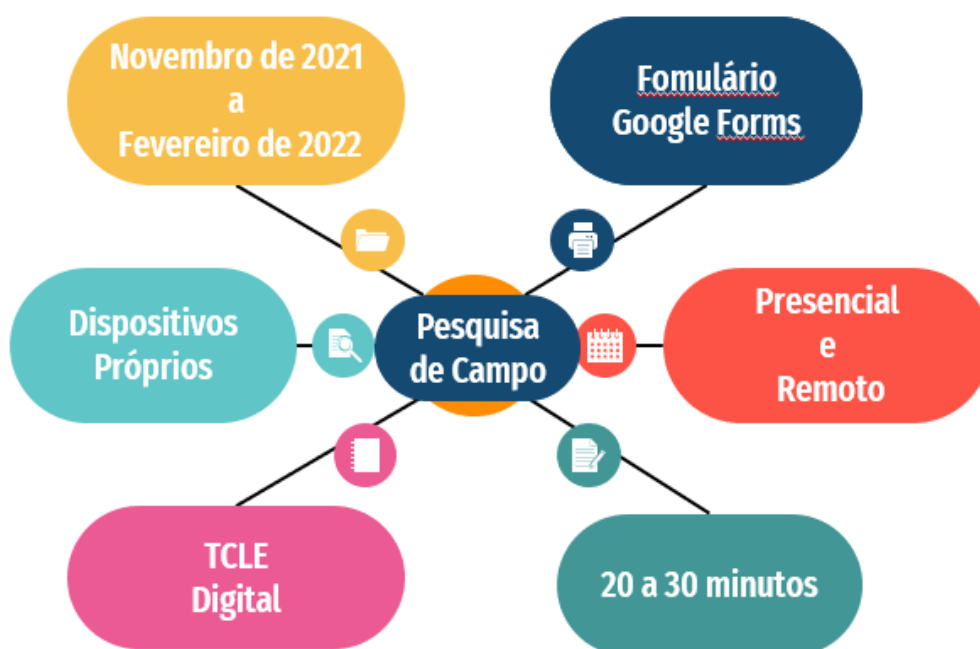 Novembro de 2021
a
Fevereiro de 2022
Fomulário
Google Forms
Dispositivos
Próprios
Pesquisa
de Campo
Presencial
e
Remoto
TCLE
Digital
20 a 30 minutos